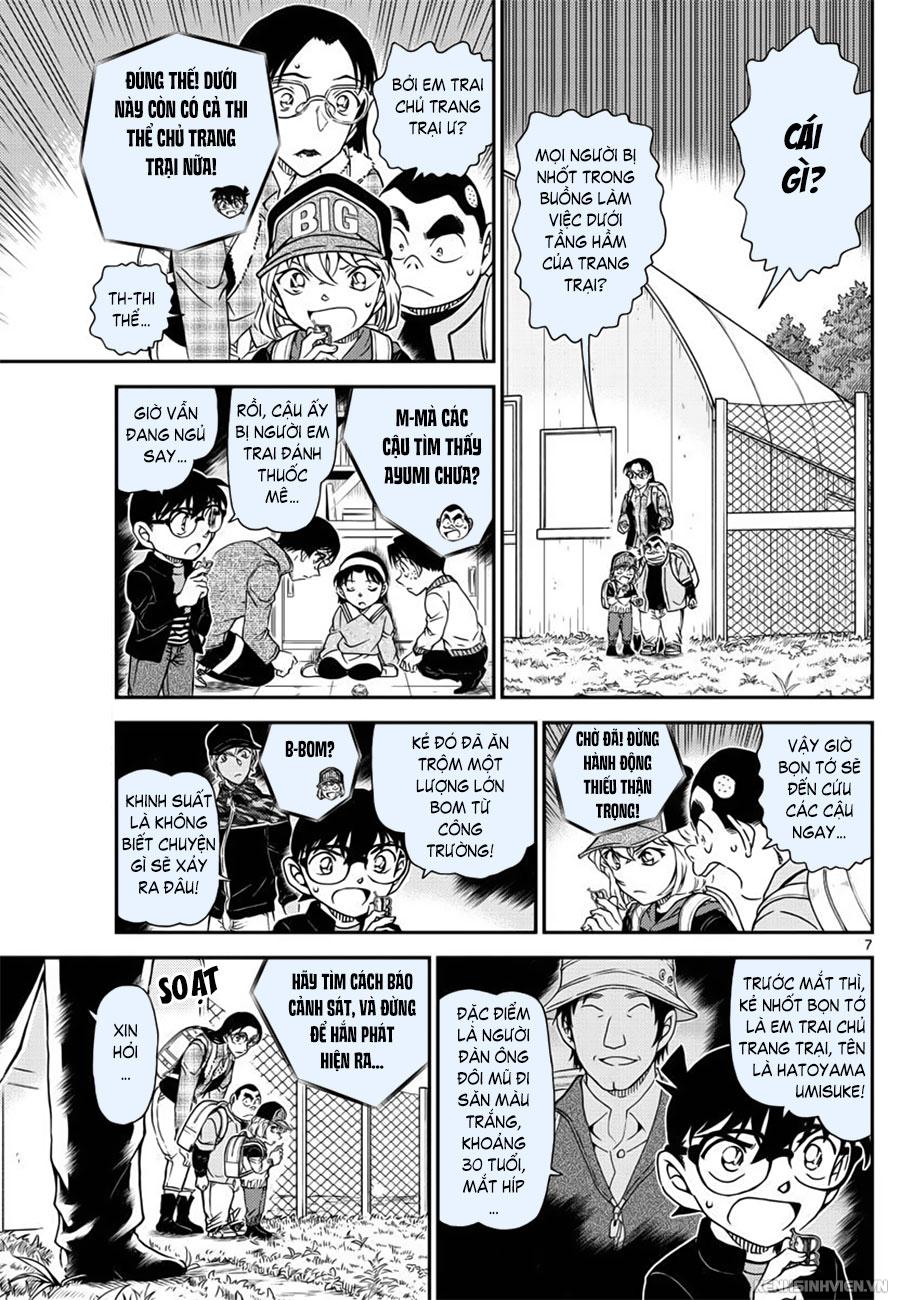 CÁI
GÌ?
MỌI NGƯỜI BỊ
NHỐT TRONG
BUỒNG LÀM
VIỆC DƯỚI
TẦNG HẦM
CỦA TRANG
TRẠI?
BỞI EM TRAI
CHỦ TRANG
TRẠI Ư?
ĐÚNG THẾ! DƯỚI
NÀY CÒN CÓ CẢ THI
THỂ CHỦ TRANG
TRẠI NỮA!
BIG
TH-THI
THỂ...
M-MÀ CÁC
CẬU TÌM THẤY
AYUMI CHƯA?
RỒI, CẬU ẤY
BỊ NGƯỜI EM
TRAI ĐÁNH
THUỐC
MÊ...
GIỜ VẪN
ĐANG NGỦ
SAY...
VẬY GIỜ
BỌN TỚ SẼ
ĐẾN CỨU
CÁC CẬU
NGAY...
CHỜ ĐÃ! ĐỪNG
HÀNH ĐỘNG
THIẾU THẬN
TRỌNG!
KẺ ĐÓ ĐÃ ĂN
TRỘM MỘT
LƯỢNG LỚN
BOM TỪ
CÔNG
TRƯỜNG!
B-BOM?
KHINH SUẤT
LÀ KHÔNG
BIẾT CHUYỆN
GÌ SẼ XẢY
RA ĐÂU!
7
TRƯỚC MẮT THÌ,
KẺ NHỐT BỌN TỚ
LÀ EM TRAI CHỦ
TRANG TRẠI, TÊN
LÀ HATOYAMA
UMISUKE!
ĐẶC ĐIỂM
LÀ NGƯỜI
ĐÀN ÔNG
ĐÔI MŨ ĐI
SĂN MÀU
TRẮNG,
KHOẢNG
30 TUỔI,
MẮT HÍP
...
HÃY TÌM CÁCH BÁO
CẢNH SÁT, VÀ ĐỪNG
ĐỂ HẮN PHÁT
HIỆN RA...
SOẠT
XIN
HỎI
...
KENHSINHVIEN.VN